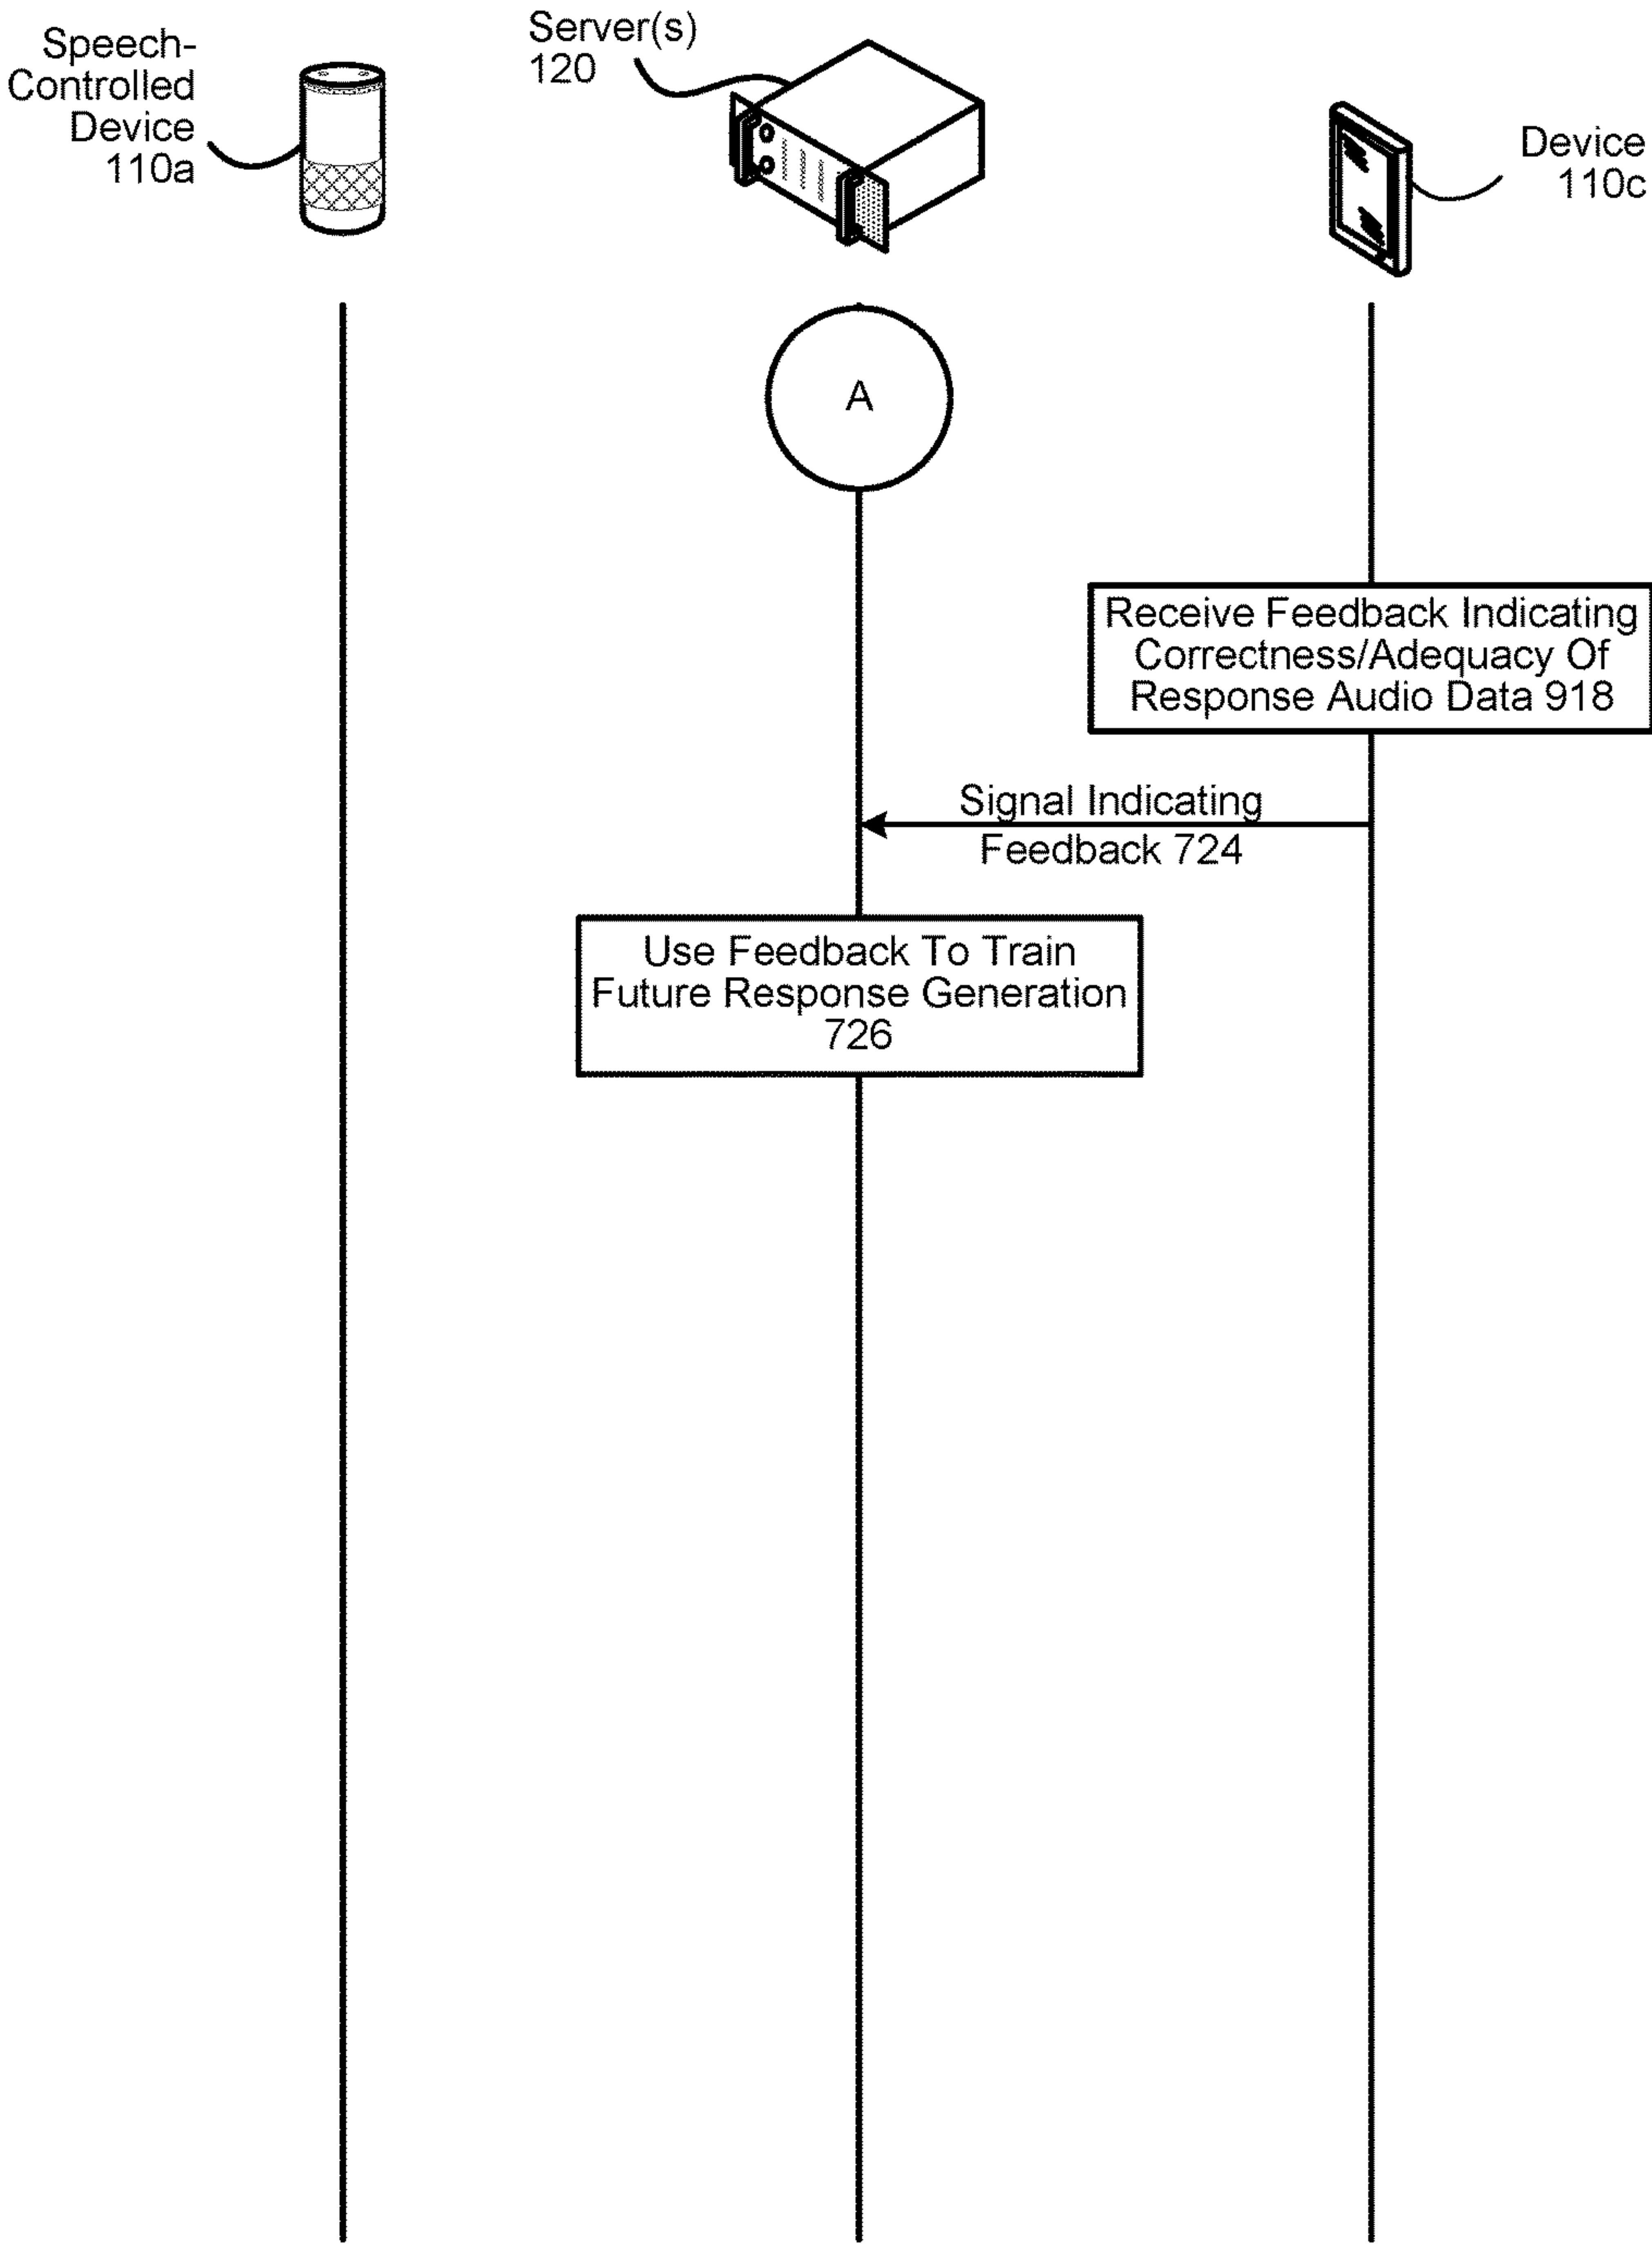 Speech-
Controlled
Device
110a
Server(s)
120
Device
110c
A
Receive Feedback Indicating
Correctness/Adequacy Of
Response Audio Data 918
Signal Indicating
Feedback 724
Use Feedback To Train
Future Response Generation
726